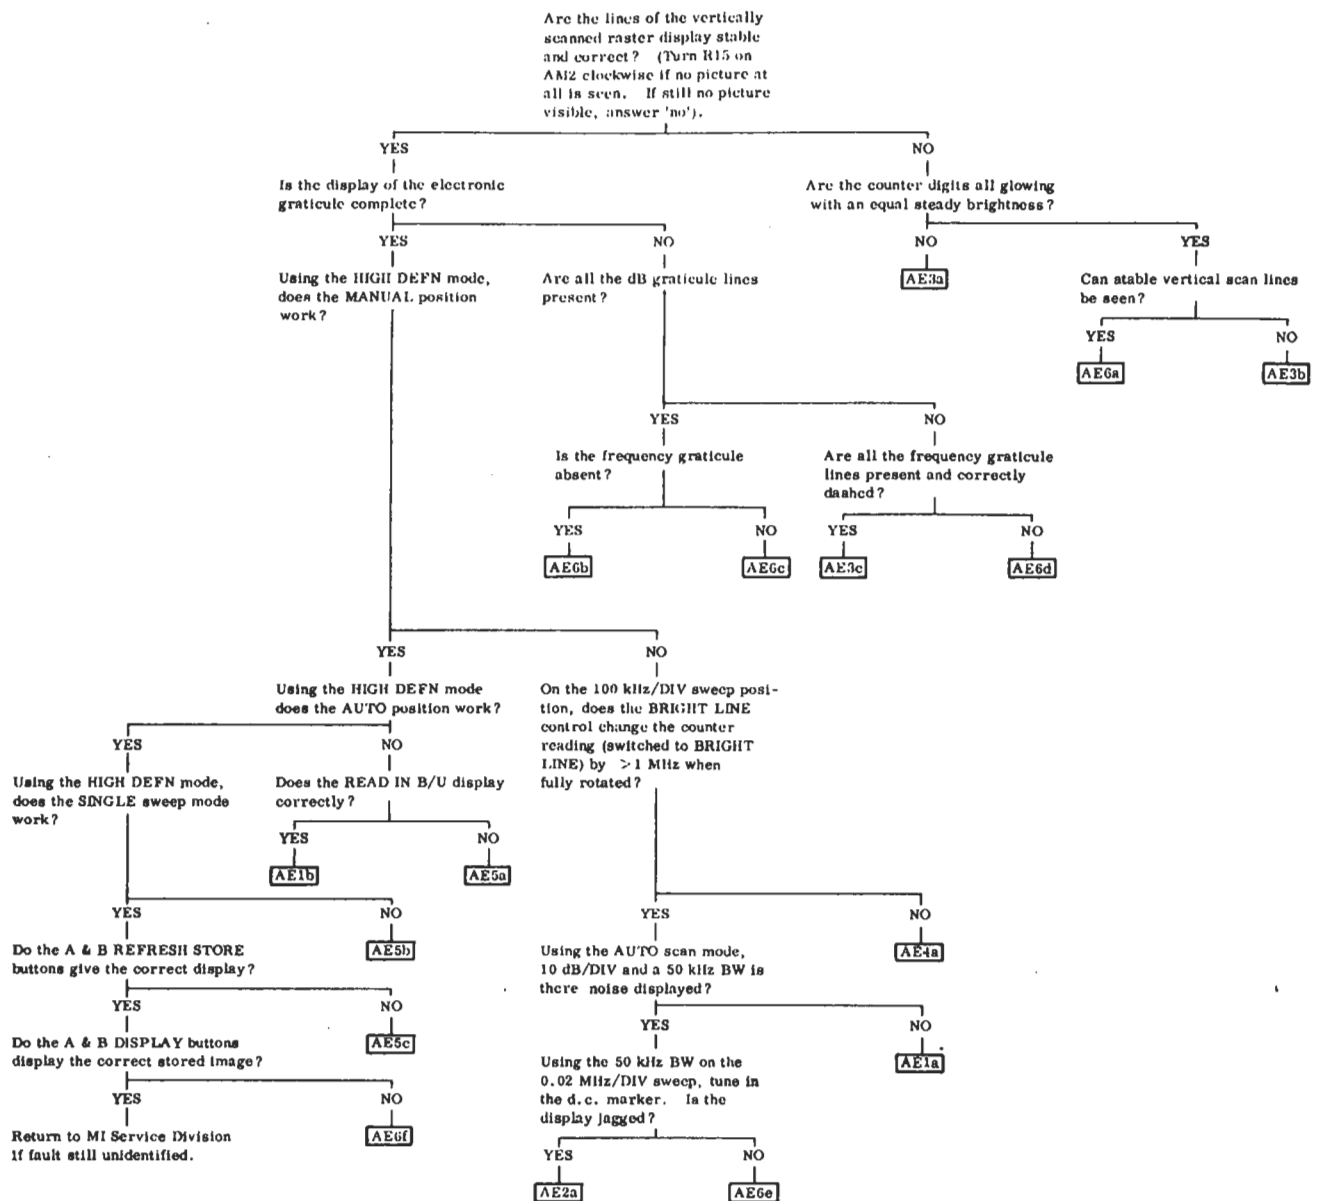 Are the lines of the vertically
scanned raster display stable
and correct? (Turn R15 on
AM2 clockwise if no picture at
all is seen. If still no picture
visible, answer 'no').
YES
NO
Is the display of the electronic
graticule complete?
Are the counter digits all glowing
with an equal steady brightness?
YES
NO
NO
YES
Using the HIGH DEFN mode,
does the MANUAL position
work?
Are all the dB graticule lines
present?
AE3a
Can stable vertical scan lines
be seen?
YES
NO
AE6a
AE3b
YES
NO
Is the frequency graticule
absent?
Are all the frequency graticule
lines present and correctly
dashed?
YES
NO
YES
NO
AE6b
AE6c
AE3c
AE6d
YES
NO
Using the HIGH DEFN mode
does the AUTO position work?
On the 100 kHz/DIV sweep posi-
tion, does the BRIGHT LINE
control change the counter
reading (switched to BRIGHT
LINE) by >1 MHz when
fully rotated?
YES
NO
Using the HIGH DEFN mode,
does the SINGLE sweep mode
work?
Does the READ IN B/U display
correctly?
YES
NO
AE1b
AE5a
YES
NO
YES
NO
Do the A & B REFRESH STORE
buttons give the correct display?
AE5b
Using the AUTO scan mode,
10 dB/DIV and a 50 kHz BW is
there noise displayed?
AE4a
YES
NO
YES
NO
Do the A & B DISPLAY buttons
display the correct stored image?
AE5c
Using the 50 kHz BW on the
0.02 MHz/DIV sweep, tune in
the d.c. marker. Is the
display jagged?
AE1a
YES
NO
Return to MI Service Division
if fault still unidentified.
AE6f
YES
NO
AE2a
AE6e